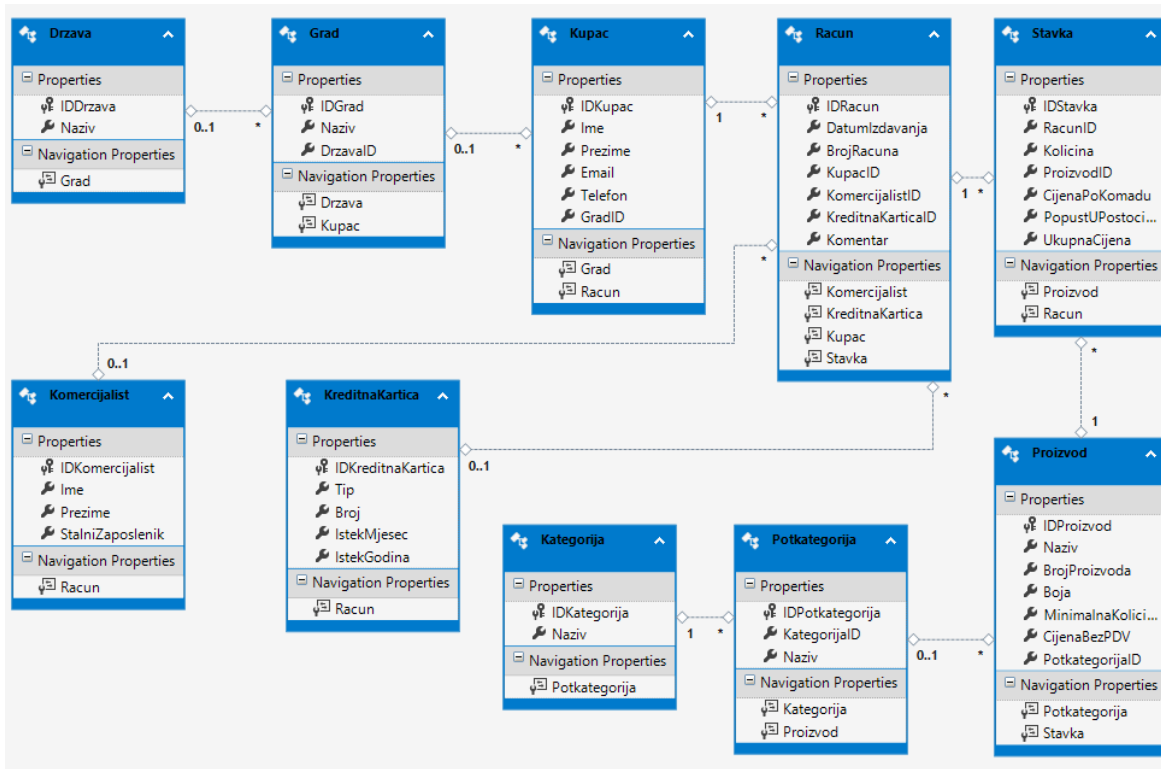 Drzava
Properties
IDDrzava
Naziv
Navigation Properties
Grad
0..1
*
Grad
Properties
IDGrad
Naziv
DrzavaID
Navigation Properties
Drzava
Kupac
0..1
*
Kupac
Properties
IDKupac
Ime
Prezime
Email
Telefon
GradID
Navigation Properties
Grad
Racun
1
*
Racun
Properties
IDRacun
DatumIzdavanja
BrojRacuna
KupacID
KomercijalistID
KreditnaKarticaID
Komentar
Navigation Properties
Komercijalist
KreditnaKartica
Kupac
Stavka
1
*
Stavka
Properties
IDStavka
RacunID
Kolicina
ProizvodID
CijenaPoKomadu
PopustUPostoci...
UkupnaCijena
Navigation Properties
Proizvod
Racun
*
0..1
Komercijalist
Properties
IDKomercijalist
Ime
Prezime
StalniZaposlenik
Navigation Properties
Racun
KreditnaKartica
Properties
IDKreditnaKartica
Tip
Broj
IstekMjesec
IstekGodina
Navigation Properties
Racun
0..1
*
*
1
Kategorija
Properties
IDKategorija
Naziv
Navigation Properties
Potkategorija
1
*
Potkategorija
Properties
IDPotkategorija
KategorijaID
Naziv
Navigation Properties
Kategorija
Proizvod
0..1
*
Proizvod
Properties
IDProizvod
Naziv
BrojProizvoda
Boja
MinimalnaKolici...
CijenaBezPDV
PotkategorijaID
Navigation Properties
Potkategorija
Stavka